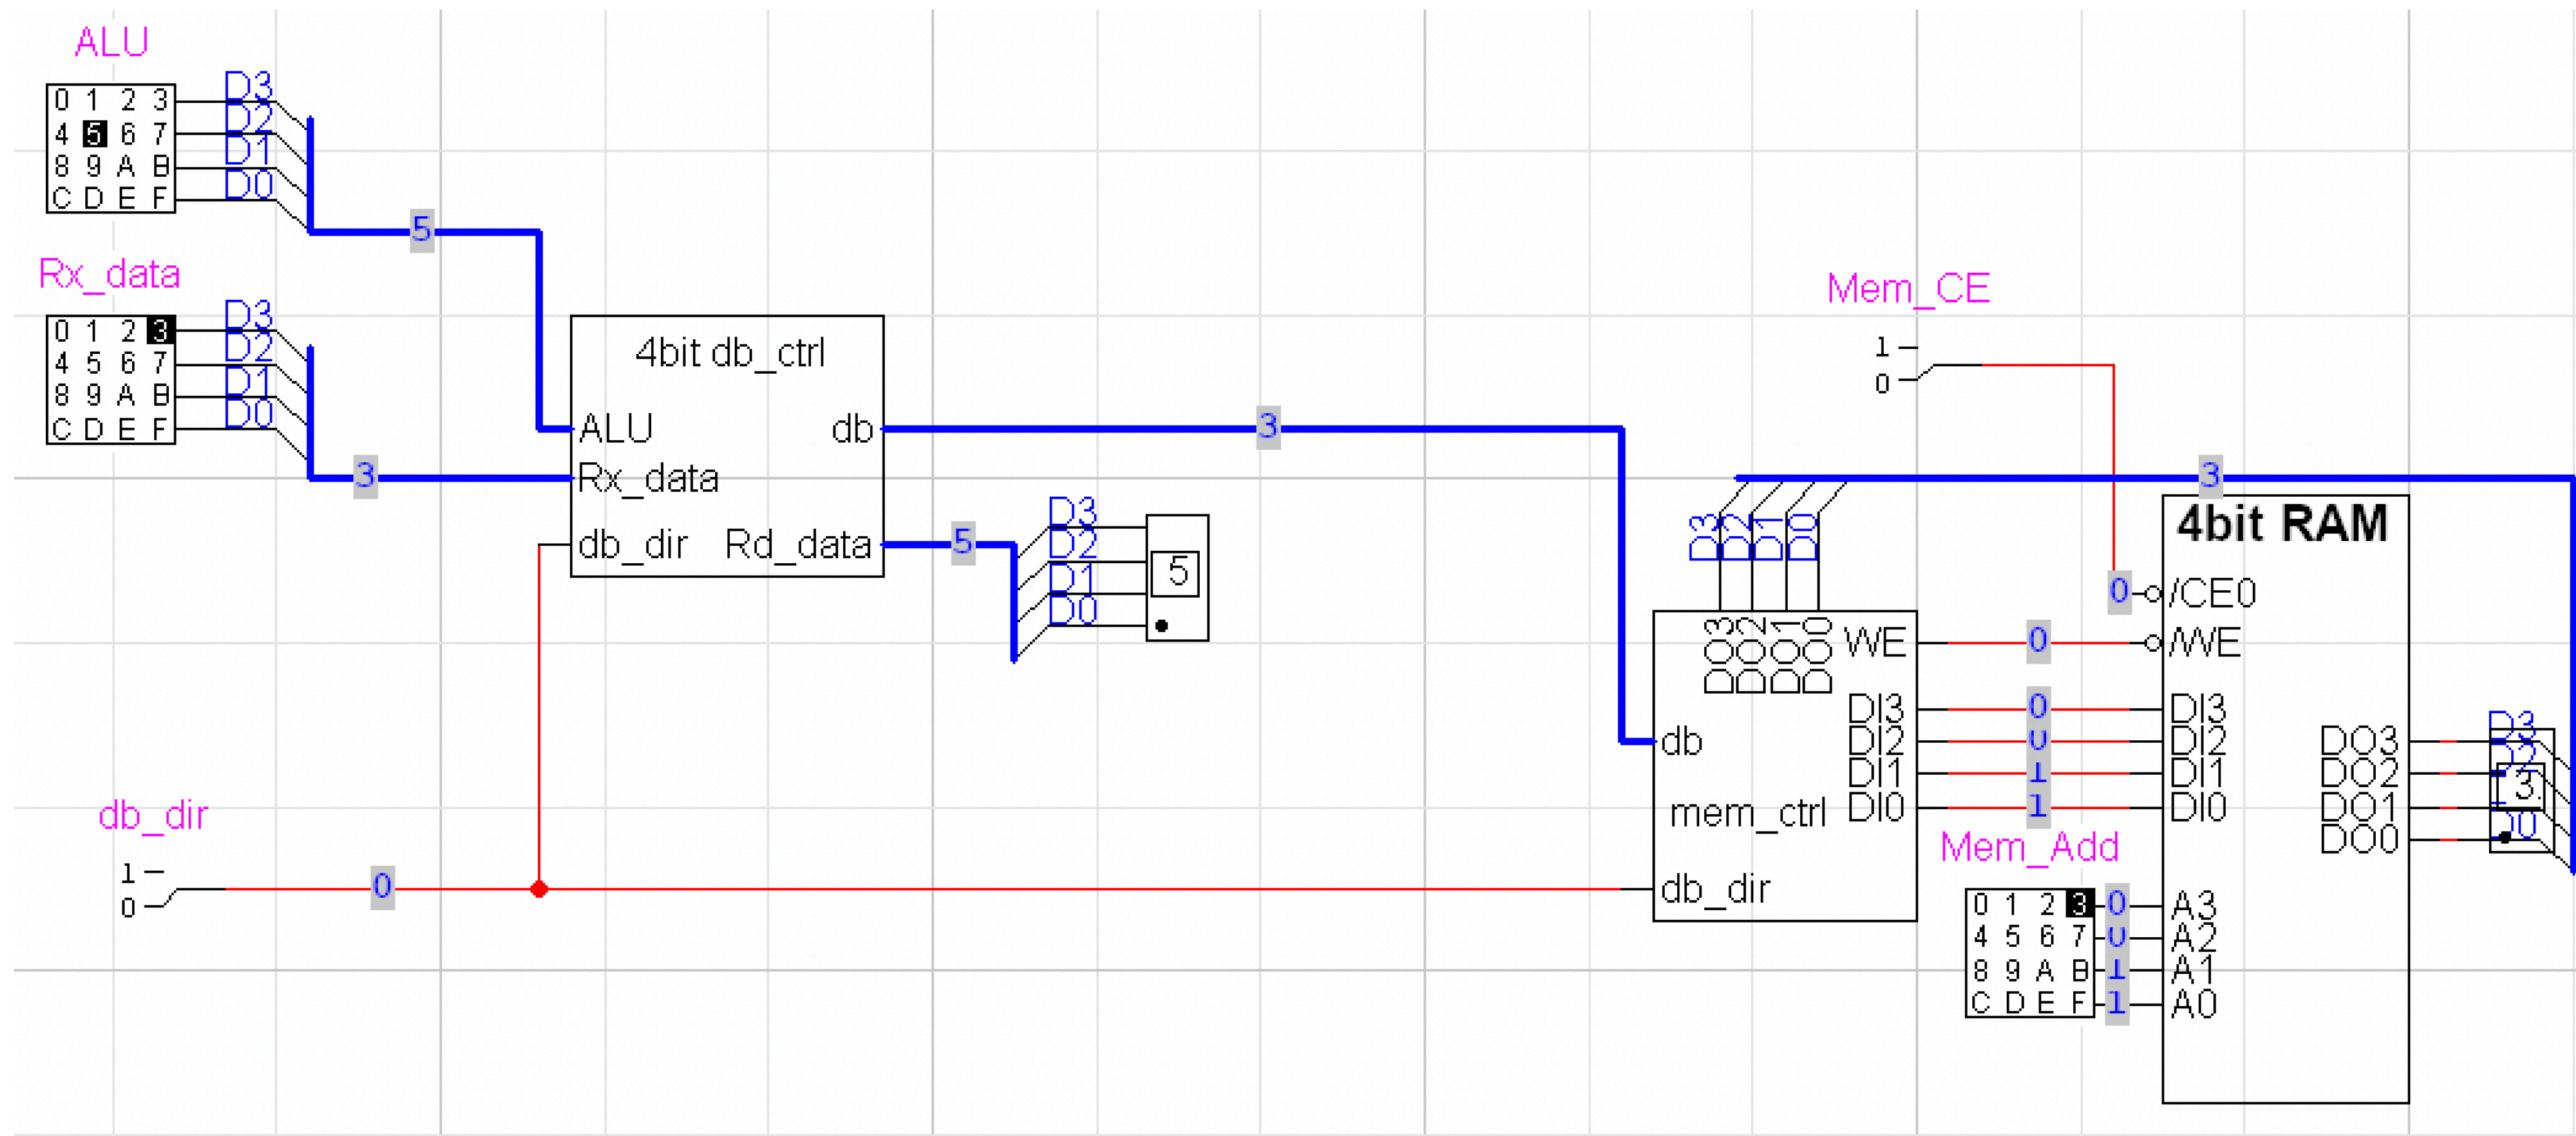 ALU
0 1 2 3
4 5 6 7
8 9 A B
C D E F
D3
D2
D1
D0
5
Rx_data
0 1 2 3
4 5 6 7
8 9 A B
C D E F
D3
D2
D1
D0
3
4bit db_ctrl
ALU
Rx_data
db_dir
db
Rd_data
3
5
D3
D2
D1
D0
5
db_dir
1
0
0
Mem_CE
1
0
3
D3
D2
D1
D0
DO3
DO2
DO1
DO0
WE
DI3
DI2
DI1
DI0
db
mem_ctrl
db_dir
0
0
0
0
1
1
4bit RAM
/CE0
/WE
DI3
DI2
DI1
DI0
DO3
DO2
DO1
DO0
A3
A2
A1
A0
D3
D2
3
D0
Mem_Add
0 1 2 3
4 5 6 7
8 9 A B
C D E F
0
0
1
1